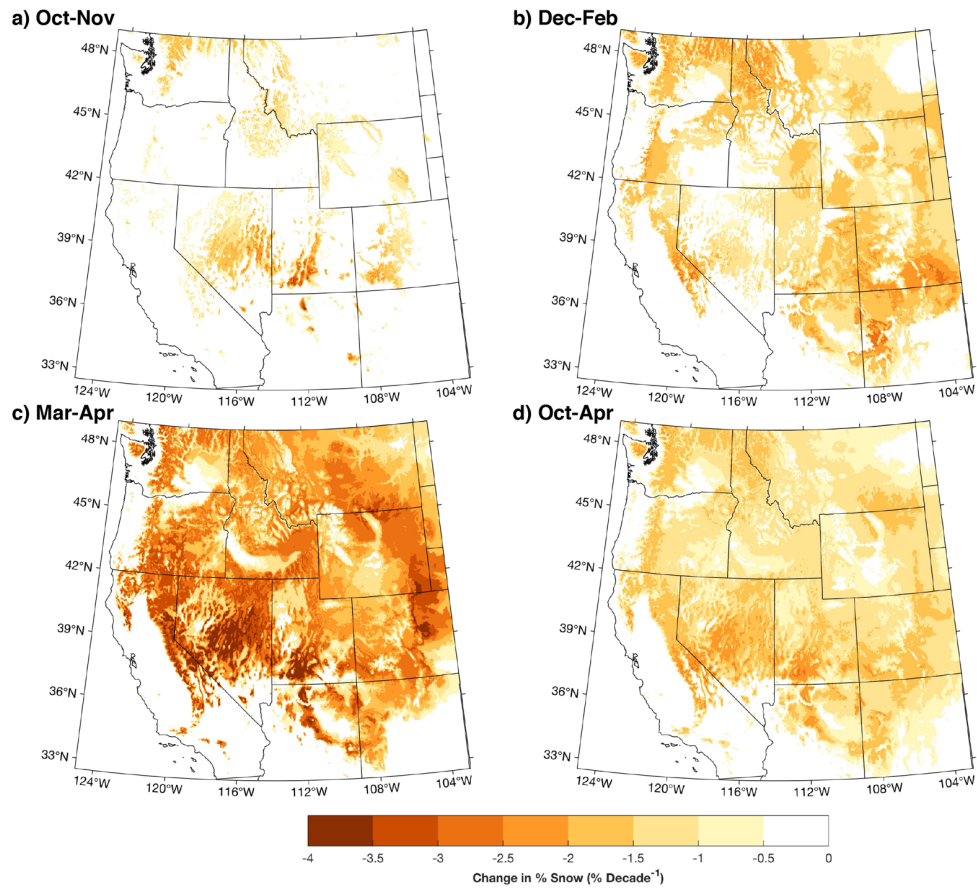 a) Oct-Nov
b) Dec-Feb
48°N
45°N
42°N
39°N
36°N
33°N
124°W 120°W 116°W 112°W 108°W 104°W
48°N
45°N
42°N
39°N
36°N
33°N
124°W 120°W 116°W 112°W 108°W 104°W
c) Mar-Apr
d) Oct-Apr
48°N
45°N
42°N
39°N
36°N
33°N
124°W 120°W 116°W 112°W 108°W 104°W
48°N
45°N
42°N
39°N
36°N
33°N
124°W 120°W 116°W 112°W 108°W 104°W
-4 -3.5 -3 -2.5 -2 -1.5 -1 -0.5 0
Change in % Snow (% Decade⁻¹)